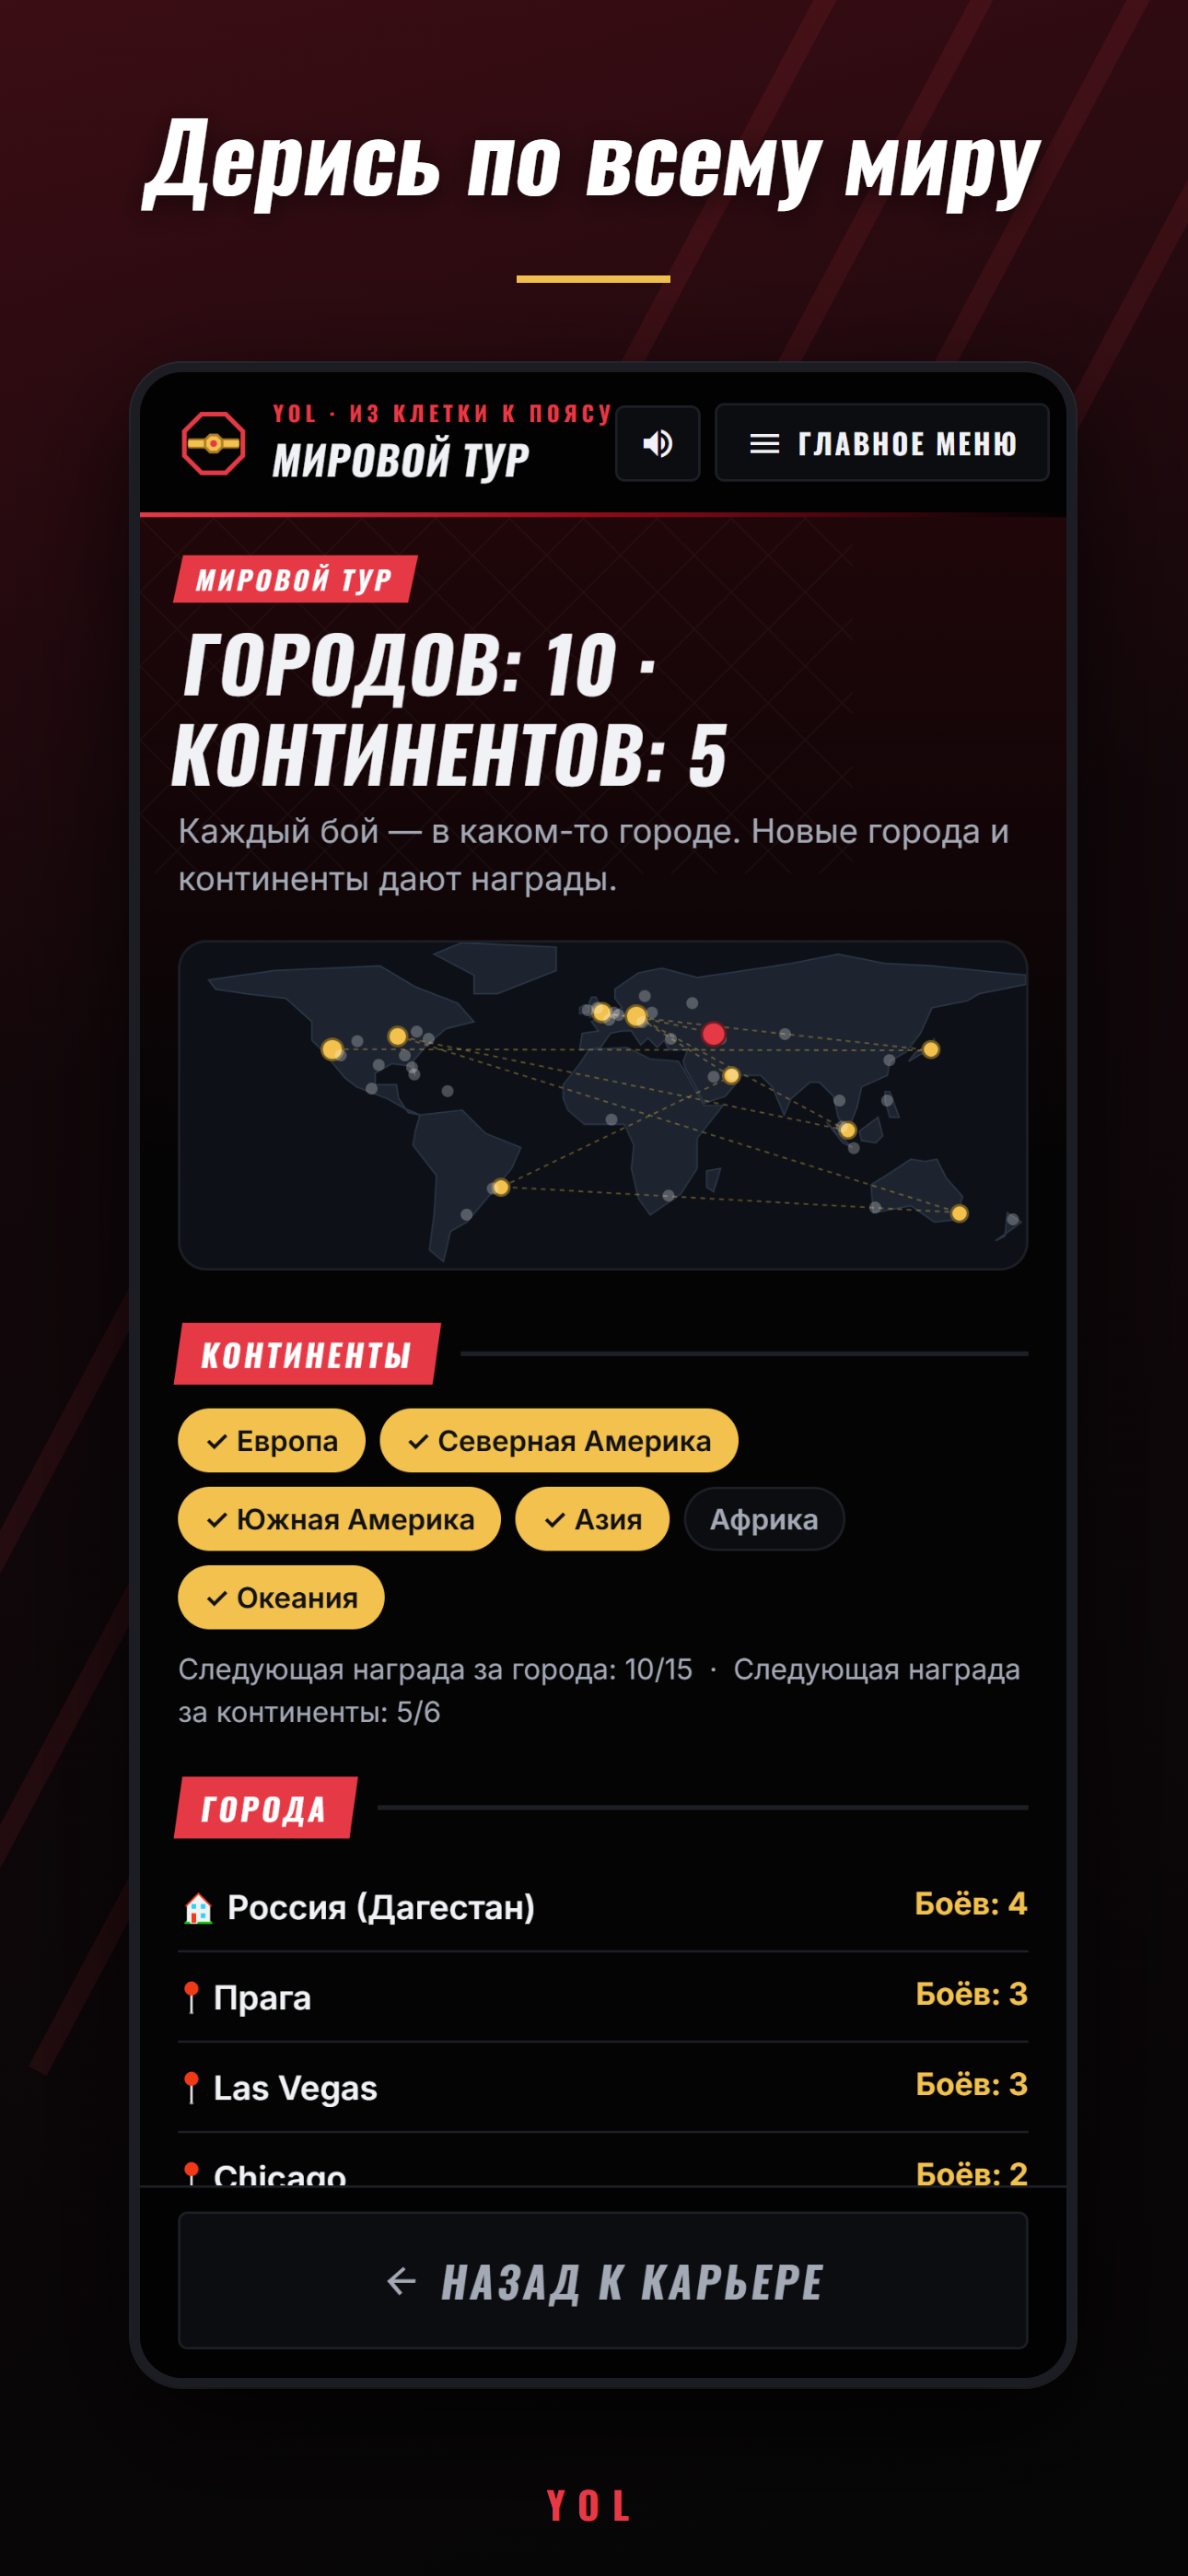 Дерись по всему миру
YOL · ИЗ КЛЕТКИ К ПОЯСУ
МИРОВОЙ ТУР
ГЛАВНОЕ МЕНЮ
МИРОВОЙ ТУР
ГОРОДОВ: 10 ·
КОНТИНЕНТОВ: 5
Каждый бой — в каком-то городе. Новые города и
континенты дают награды.
КОНТИНЕНТЫ
✓ Европа
✓ Северная Америка
✓ Южная Америка
✓ Азия
Африка
✓ Океания
Следующая награда за города: 10/15 · Следующая награда
за континенты: 5/6
ГОРОДА
Россия (Дагестан)
Боёв: 4
Прага
Боёв: 3
Las Vegas
Боёв: 3
Chicago
Боёв: 2
← НАЗАД К КАРЬЕРЕ
YOL